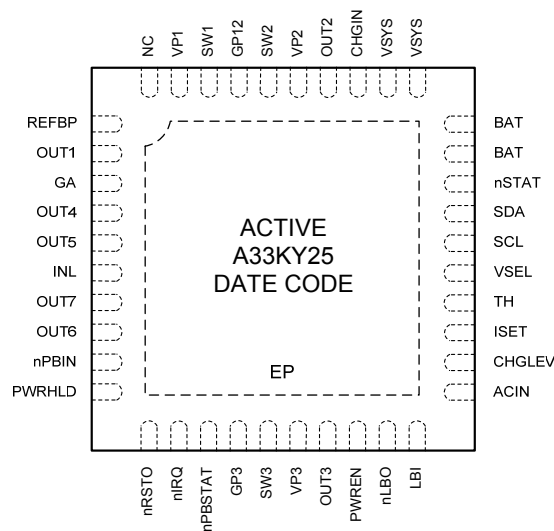 NC
VP1
SW1
GP12
SW2
VP2
OUT2
CHGIN
VSYS
VSYS
REFBP
OUT1
GA
OUT4
OUT5
INL
OUT7
OUT6
nPBIN
PWRHLD
ACTIVE
A33KY25
DATE CODE
EP
BAT
BAT
nSTAT
SDA
SCL
VSEL
TH
ISET
CHGLEV
ACIN
nRSTO
nIRQ
nPBSTAT
GP3
SW3
VP3
OUT3
PWREN
nLBO
LBI